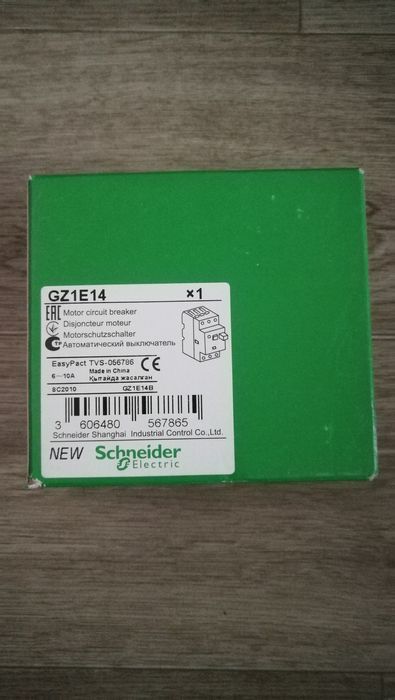 GZ1E14 ×1
EAC Motor circuit breaker
Disjoncteur moteur
Motorschutzschalter
Автоматический выключатель
EasyPact TVS-056786 CE
6-10A Made in China
Қытайда жасалған
8C2010 GZ1E14B
3 606480 567865
Schneider Shanghai Industrial Control Co.,Ltd.
NEW Schneider
Electric